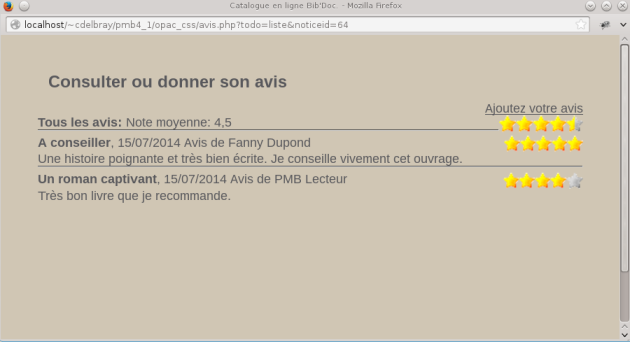 Catalogue en ligne Bib'Doc. - Mozilla Firefox
localhost/~cdelbray/pmb4_1/opac_css/avis.php?todo=liste&noticeid=64
Consulter ou donner son avis
Ajoutez votre avis
Tous les avis: Note moyenne: 4,5
A conseiller, 15/07/2014 Avis de Fanny Dupond
Une histoire poignante et très bien écrite. Je conseille vivement cet ouvrage.
Un roman captivant, 15/07/2014 Avis de PMB Lecteur
Très bon livre que je recommande.